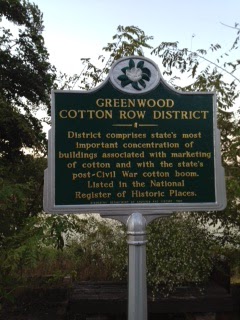 GREENWOOD
COTTON ROW DISTRICT
District comprises state's most
important concentration of
buildings associated with marketing
of cotton and with the state's
post-Civil War cotton boom.
Listed in the National
Register of Historic Places.